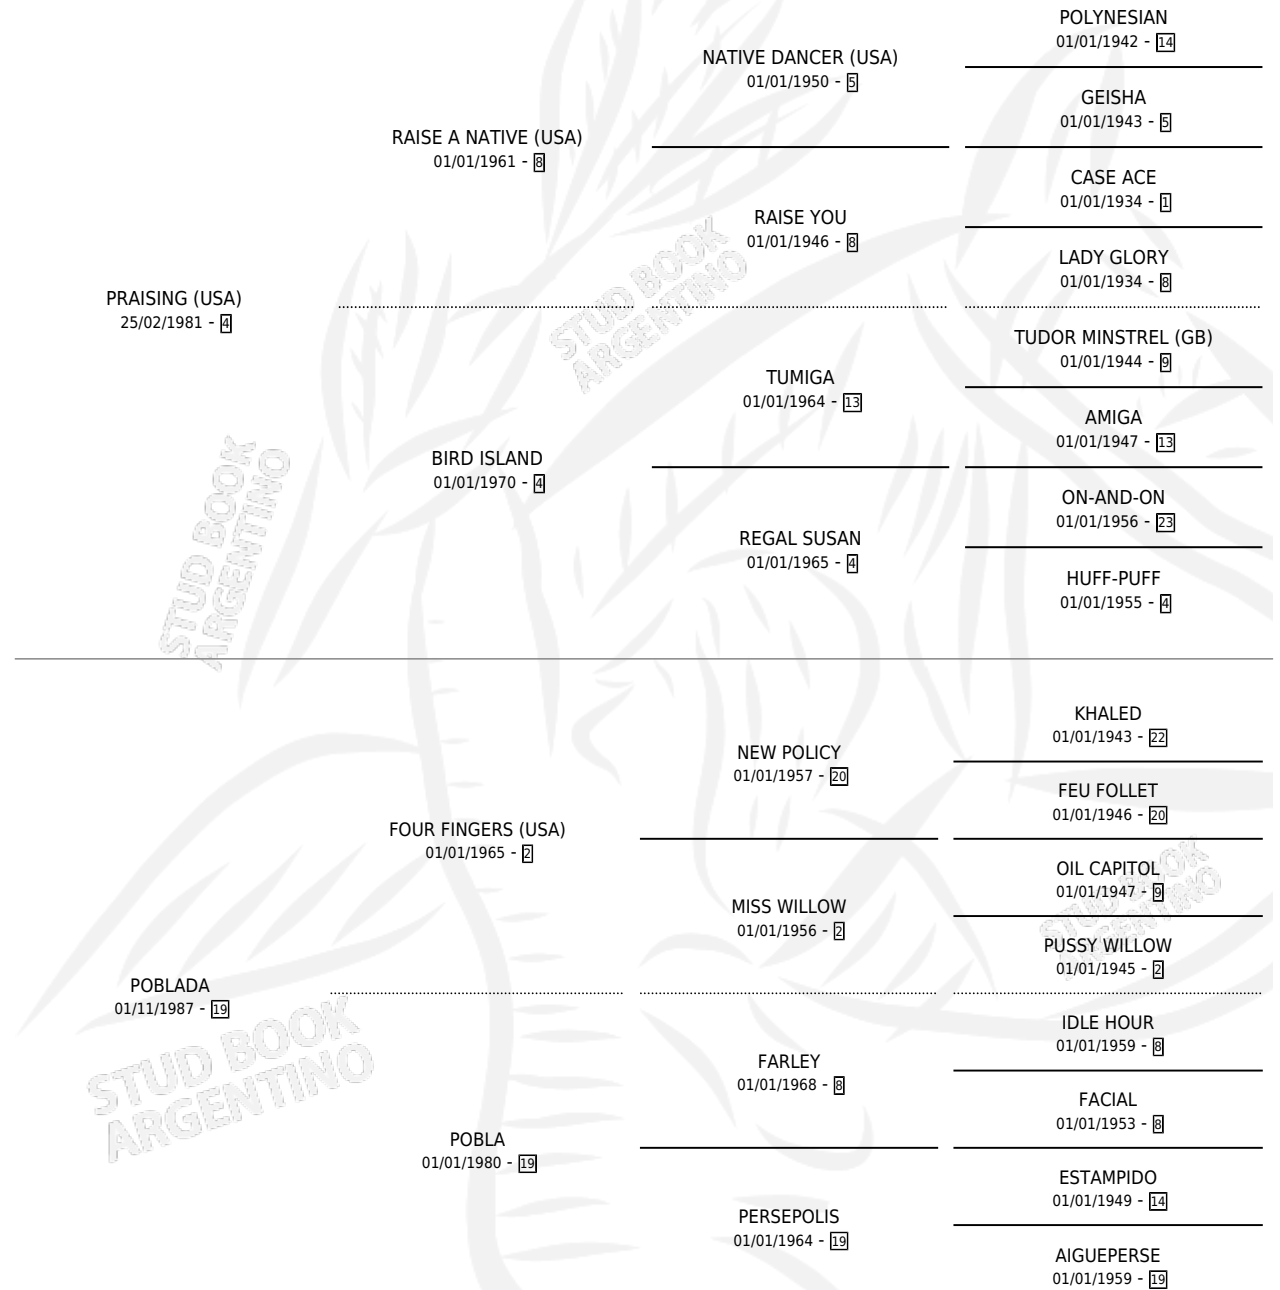 POLYNESIAN
01/01/1942 - 14
NATIVE DANCER (USA)
01/01/1950 - 5
GEISHA
01/01/1943 - 5
RAISE A NATIVE (USA)
01/01/1961 - 8
CASE ACE
01/01/1934 - 1
RAISE YOU
01/01/1946 - 8
LADY GLORY
01/01/1934 - 8
PRAISING (USA)
25/02/1981 - 4
TUDOR MINSTREL (GB)
01/01/1944 - 9
TUMIGA
01/01/1964 - 13
AMIGA
01/01/1947 - 13
BIRD ISLAND
01/01/1970 - 4
ON-AND-ON
01/01/1956 - 23
REGAL SUSAN
01/01/1965 - 4
HUFF-PUFF
01/01/1955 - 4
STUD BOOK
ARGENTINO
STUD BOOK
ARGENTINO
KHALED
01/01/1943 - 22
NEW POLICY
01/01/1957 - 20
FEU FOLLET
01/01/1946 - 20
FOUR FINGERS (USA)
01/01/1965 - 2
OIL CAPITOL
01/01/1947 - 9
MISS WILLOW
01/01/1956 - 2
PUSSY WILLOW
01/01/1945 - 2
POBLADA
01/11/1987 - 19
IDLE HOUR
01/01/1959 - 8
FARLEY
01/01/1968 - 8
FACIAL
01/01/1953 - 8
POBLA
01/01/1980 - 19
ESTAMPIDO
01/01/1949 - 14
PERSEPOLIS
01/01/1964 - 19
AIGUEPERSE
01/01/1959 - 19
STUD BOOK
ARGENTINO
STUD BOOK
ARGENTINO